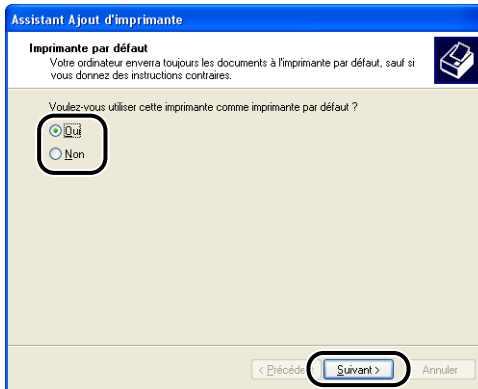 Assistant Ajout d'imprimante
Imprimante par défaut
Votre ordinateur enverra toujours les documents à l'imprimante par défaut, sauf si
vous donnez des instructions contraires.
Voulez-vous utiliser cette imprimante comme imprimante par défaut ?
Oui
Non
< Précéde Suivant > Annuler